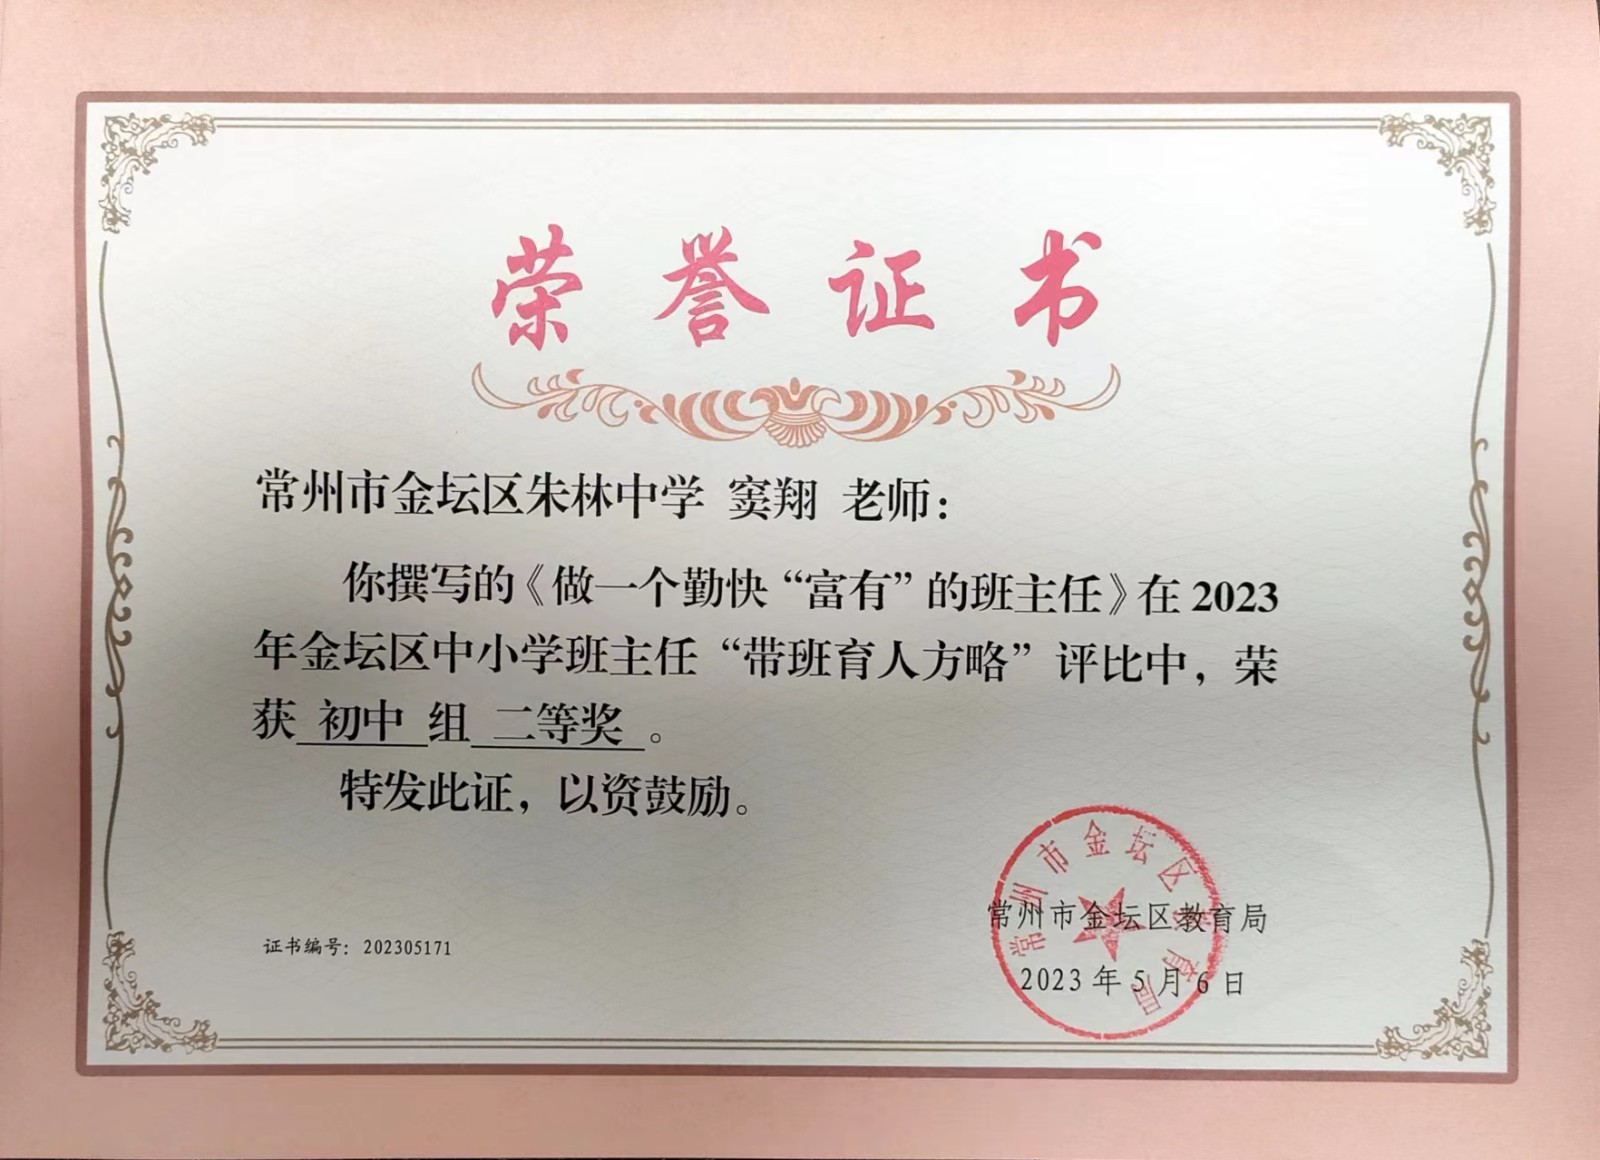 荣誉证书
常州市金坛区朱林中学 窦翔 老师：
你撰写的《做一个勤快“富有”的班主任》在2023
年金坛区中小学班主任“带班育人方略”评比中，荣
获 初中 组 二等奖 。
特发此证，以资鼓励。
常州市金坛区教育局
常州市金坛区教育局
2023年5月6日
证书编号：202305171